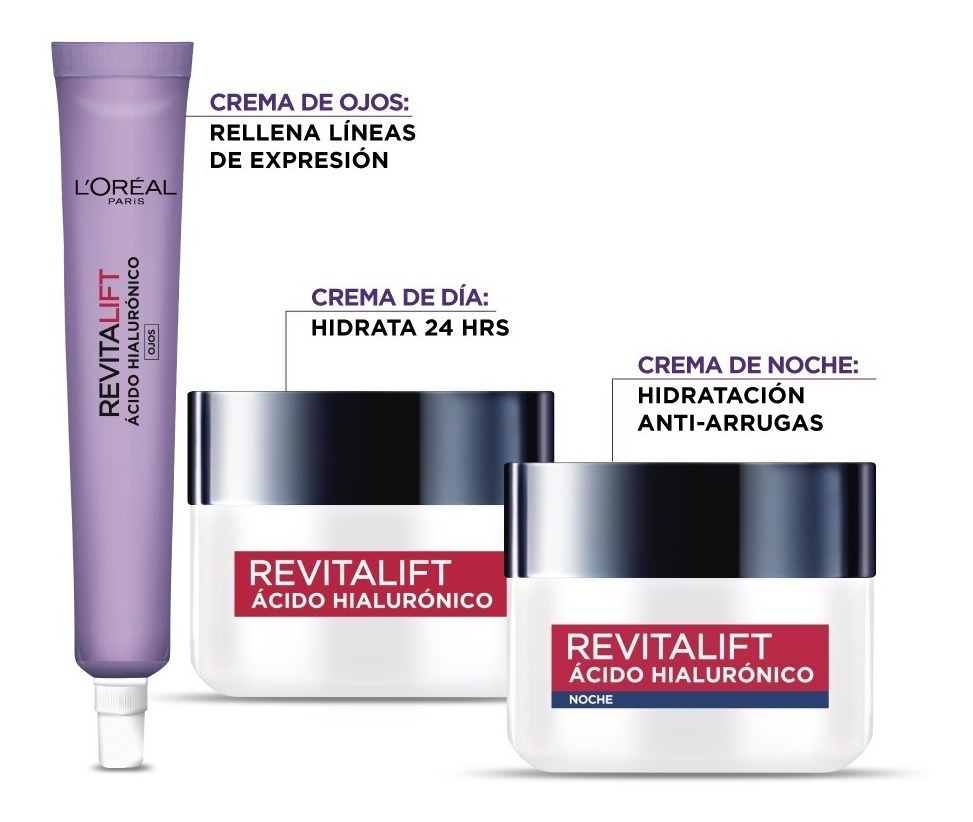 CREMA DE OJOS:
RELLENA LÍNEAS
DE EXPRESIÓN
L'ORÉAL
PARIS
REVITALIFT
ÁCIDO HIALURÓNICO
OJOS
CREMA DE DÍA:
HIDRATA 24 HRS
REVITALIFT
ÁCIDO HIALURÓNICO
CREMA DE NOCHE:
HIDRATACIÓN
ANTI-ARRUGAS
REVITALIFT
ÁCIDO HIALURÓNICO
NOCHE